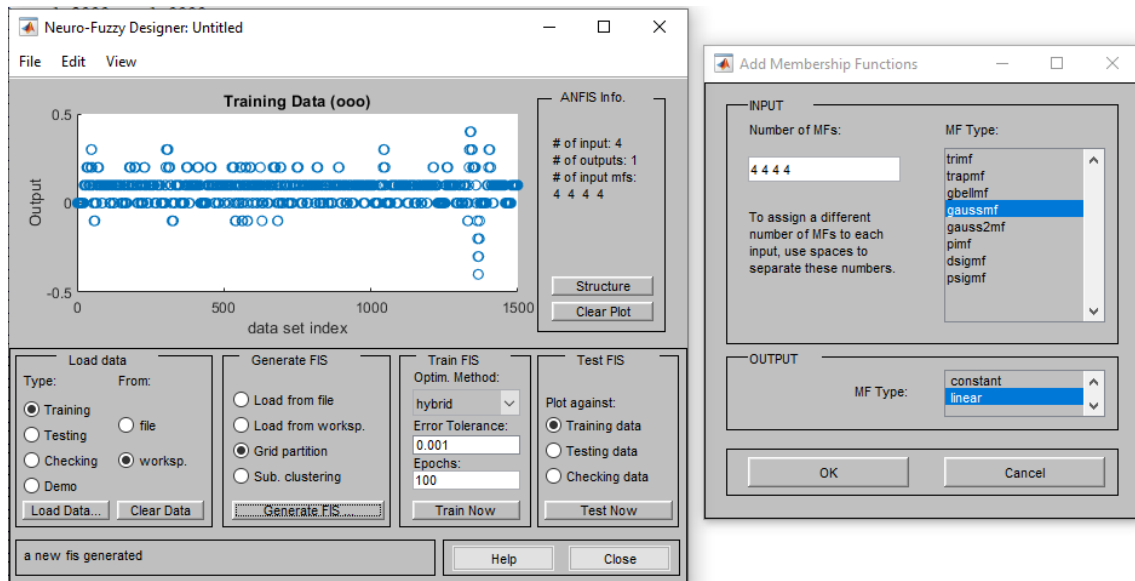 Neuro-Fuzzy Designer: Untitled
File Edit View
Training Data (ooo)
0.5
0
-0.5
Output
0 500 1000 1500
data set index
ANFIS Info.
# of input: 4
# of outputs: 1
# of input mfs:
4 4 4 4
Structure
Clear Plot
Load data
Type: From:
Training
Testing
Checking
Demo
file
worksp.
Load Data... Clear Data
Generate FIS
Load from file
Load from worksp.
Grid partition
Sub. clustering
Generate FIS ...
Train FIS
Optim. Method:
hybrid
Error Tolerance:
0.001
Epochs:
100
Train Now
Test FIS
Plot against:
Training data
Testing data
Checking data
Test Now
a new fis generated
Help
Close
Add Membership Functions
INPUT
Number of MFs:
4 4 4 4
To assign a different
number of MFs to each
input, use spaces to
separate these numbers.
MF Type:
trimf
trapmf
gbellmf
gaussmf
gauss2mf
pimf
dsigmf
psigmf
OUTPUT
MF Type:
constant
linear
OK
Cancel